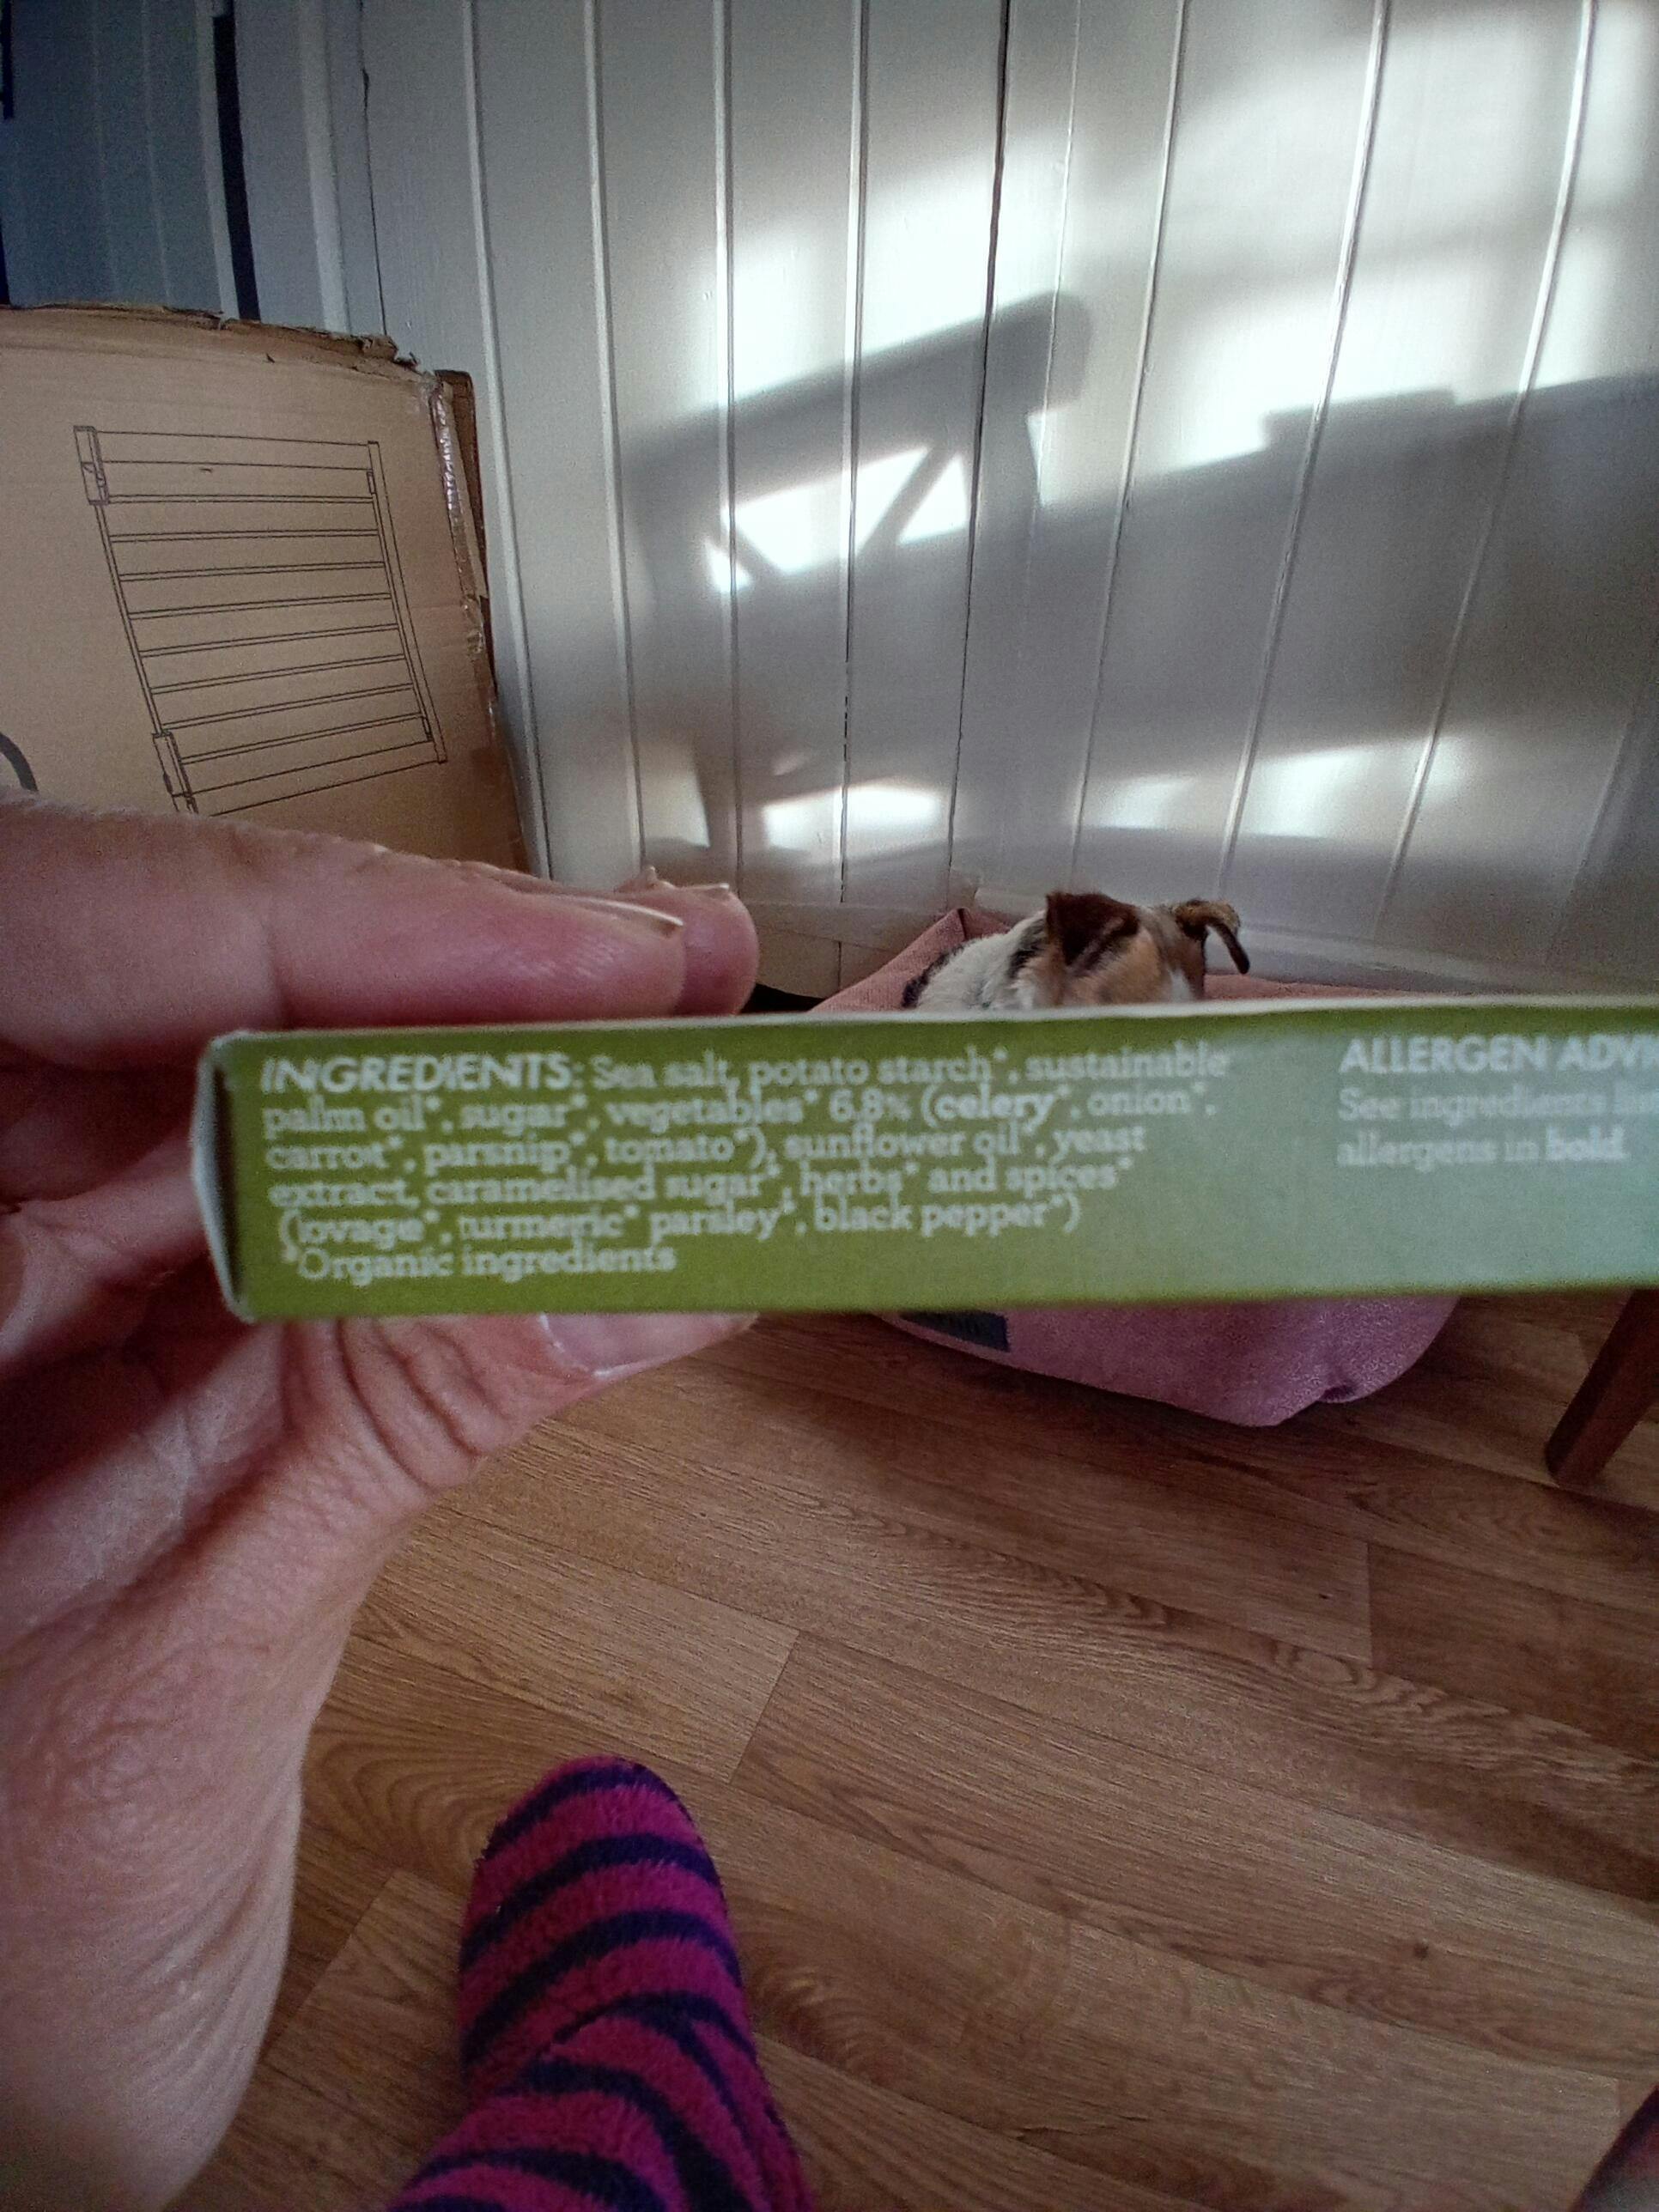 INGREDIENTS: Sea salt, potato starch*, sustainable
palm oil*, sugar*, vegetables* 6.8% (celery*, onion*,
carrot*, parsnip*, tomato*), sunflower oil*, yeast
extract, caramelised sugar*, herbs* and spices*
(lovage*, turmeric* parsley*, black pepper*)
*Organic ingredients
ALLERGEN ADV
See ingredients
allergens in bold.